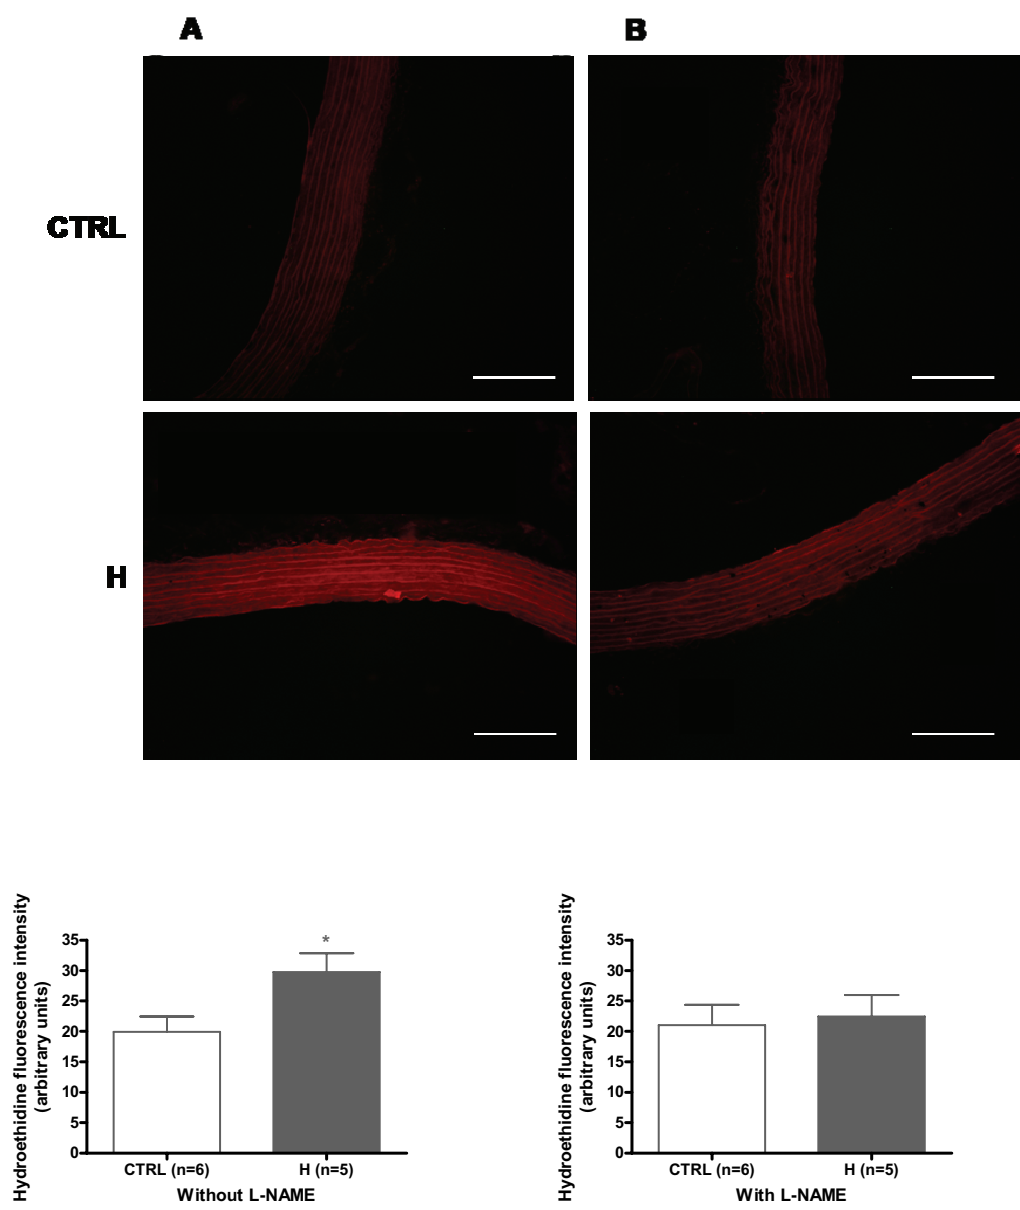 A
B
CTRL
H
Hydroethidine fluorescence intensity
(arbitrary units)
35
30
25
20
15
10
5
0
*
CTRL (n=6)
H (n=5)
Without L-NAME
Hydroethidine fluorescence intensity
(arbitrary units)
35
30
25
20
15
10
5
0
CTRL (n=6)
H (n=5)
With L-NAME